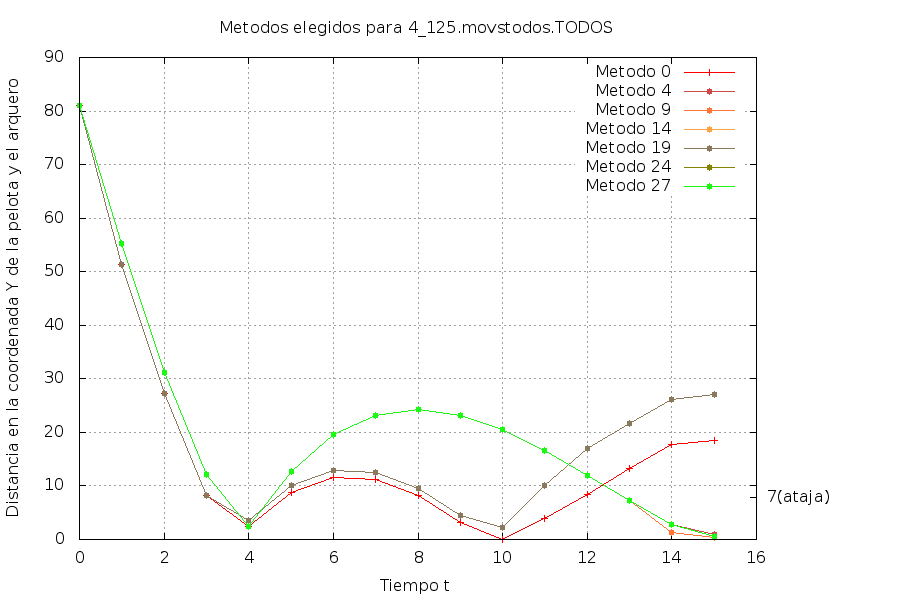 Metodos elegidos para 4_125.movstodos.TODOS
Distancia en la coordenada Y de la pelota y el arquero
90
80
70
60
50
40
30
20
10
0
Metodo 0
Metodo 4
Metodo 9
Metodo 14
Metodo 19
Metodo 24
Metodo 27
7(ataja)
0 2 4 6 8 10 12 14 16
Tiempo t